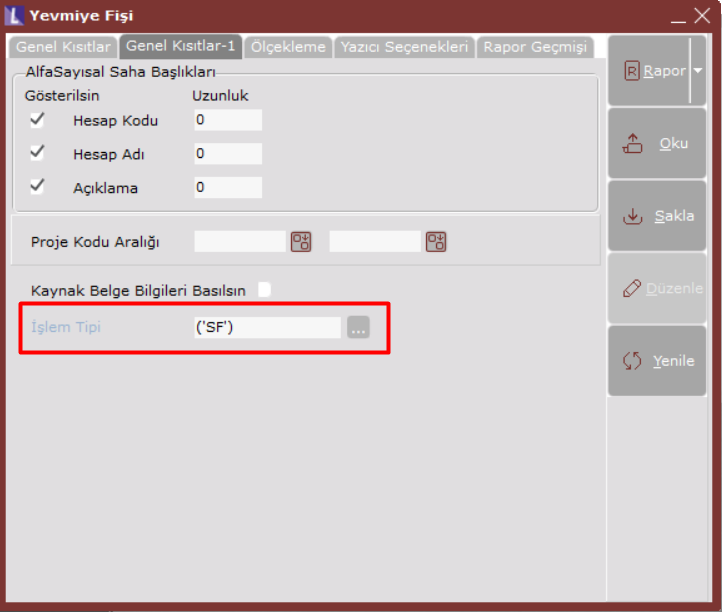 Yevmiye Fişi
Genel Kısıtlar Genel Kısıtlar-1 Ölçekleme Yazıcı Seçenekleri Rapor Geçmişi
AlfaSayısal Saha Başlıkları
Gösterilsin Uzunluk
Hesap Kodu 0
Hesap Adı 0
Açıklama 0
Proje Kodu Aralığı
Kaynak Belge Bilgileri Basılsın
İşlem Tipi ('SF') ...
Rapor
Oku
Sakla
Düzenle
Yenile